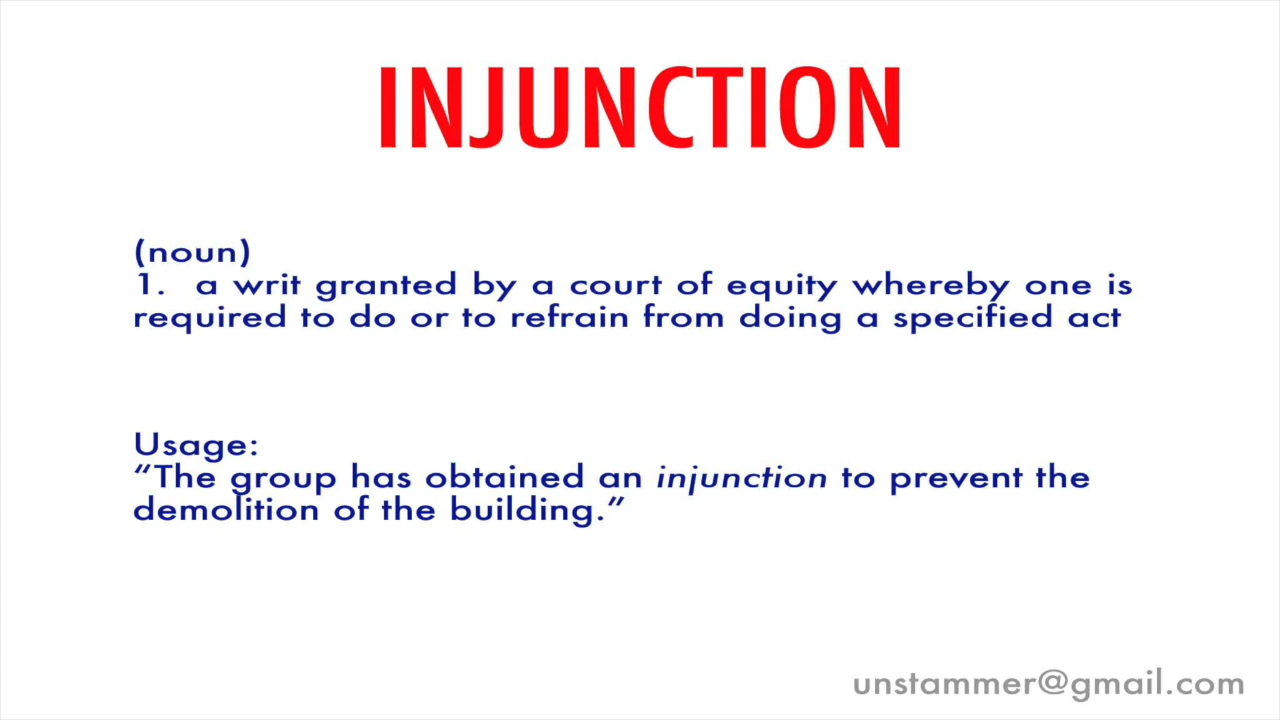 INJUNCTION
(noun)
1. a writ granted by a court of equity whereby one is
required to do or to refrain from doing a specified act
Usage:
“The group has obtained an injunction to prevent the
demolition of the building.”
unstammer@gmail.com